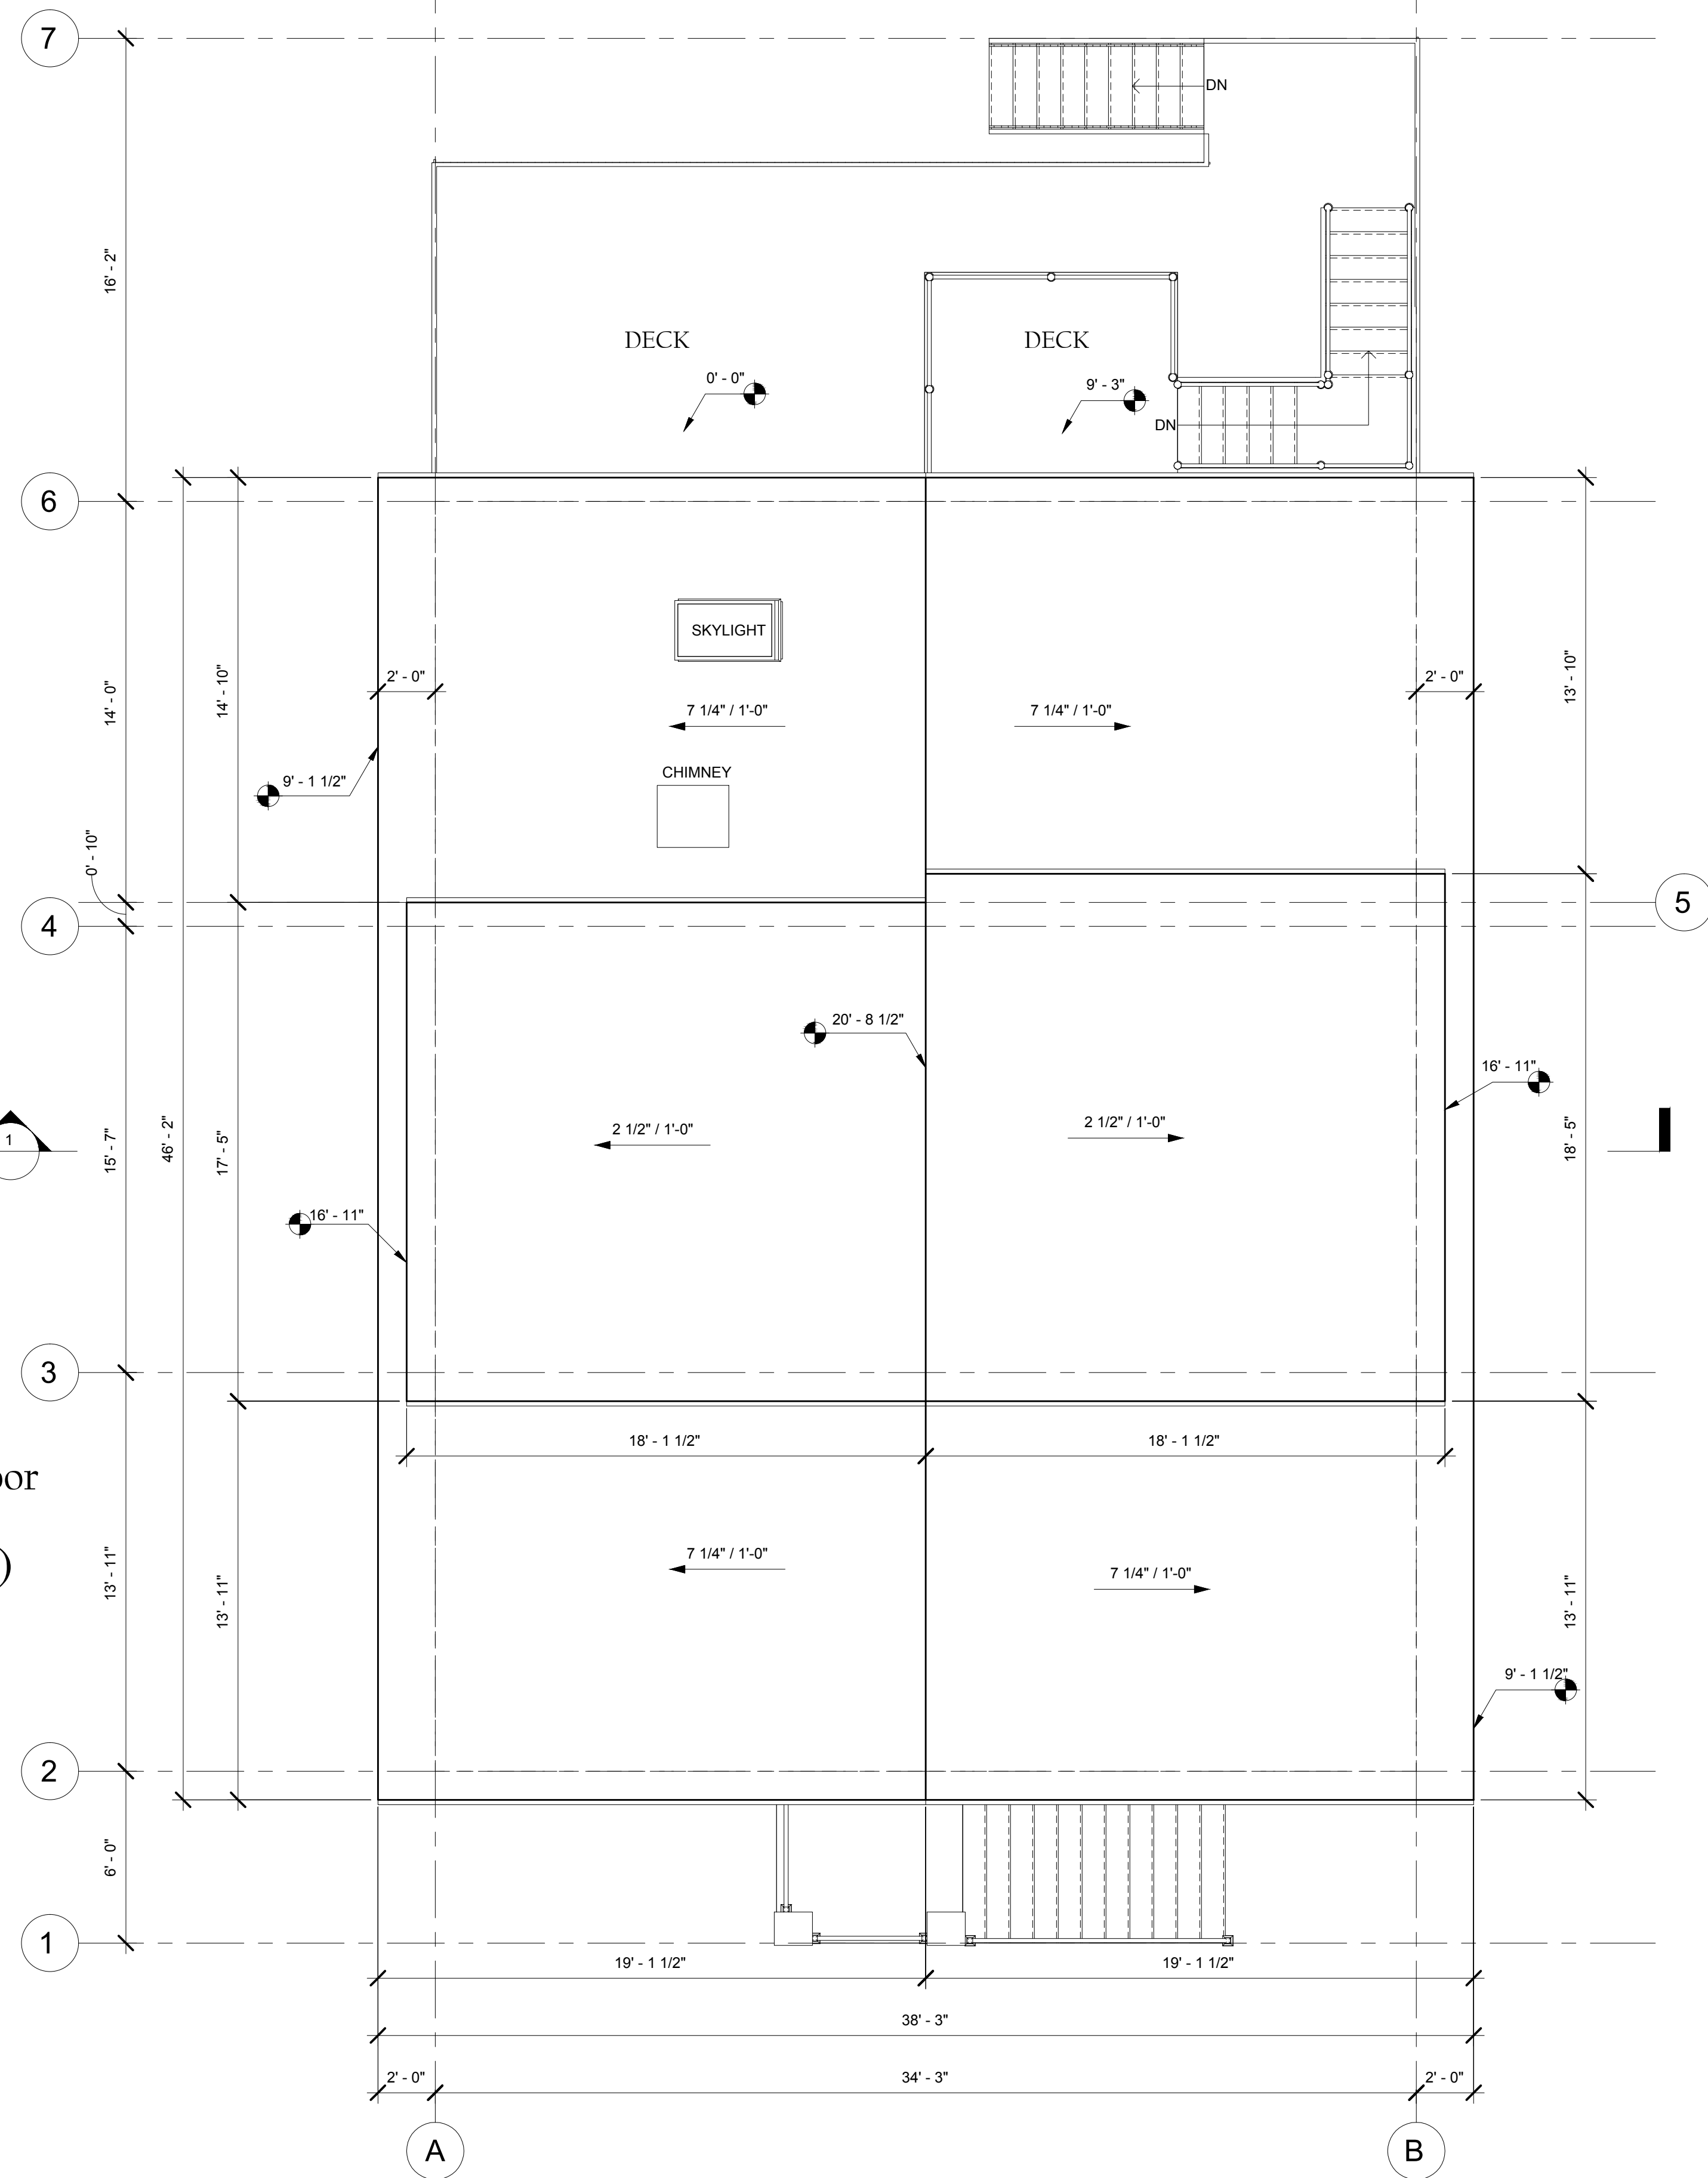 7
DN
16' - 2"
DECK
DECK
0' - 0"
9' - 3"
DN
6
SKYLIGHT
2' - 0"
2' - 0"
14' - 0"
14' - 10"
13' - 10"
7 1/4" / 1'-0"
7 1/4" / 1'-0"
CHIMNEY
9' - 1 1/2"
0' - 10"
4
5
20' - 8 1/2"
16' - 11"
1
15' - 7"
46' - 2"
17' - 5"
2 1/2" / 1'-0"
2 1/2" / 1'-0"
18' - 5"
16' - 11"
3
18' - 1 1/2"
18' - 1 1/2"
7 1/4" / 1'-0"
7 1/4" / 1'-0"
13' - 11"
13' - 11"
13' - 11"
9' - 1 1/2"
2
6' - 0"
1
19' - 1 1/2"
19' - 1 1/2"
38' - 3"
2' - 0"
34' - 3"
2' - 0"
A
B